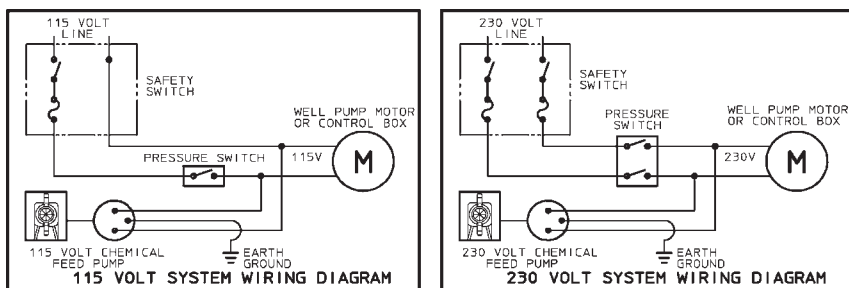 115 VOLT
LINE
SAFETY
SWITCH
WELL PUMP MOTOR
OR CONTROL BOX
PRESSURE SWITCH
115V
M
115 VOLT CHEMICAL
FEED PUMP
EARTH
GROUND
115 VOLT SYSTEM WIRING DIAGRAM
230 VOLT
LINE
SAFETY
SWITCH
PRESSURE
SWITCH
WELL PUMP MOTOR
OR CONTROL BOX
230V
M
230 VOLT CHEMICAL
FEED PUMP
EARTH
GROUND
230 VOLT SYSTEM WIRING DIAGRAM